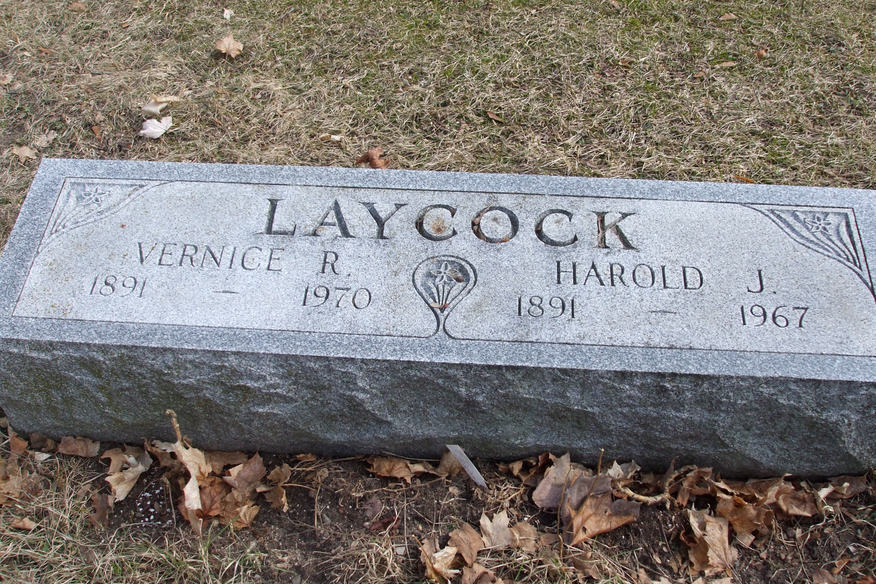 LAYCOCK
VERNICE R. HAROLD J.
1891 – 1970 1891 – 1967